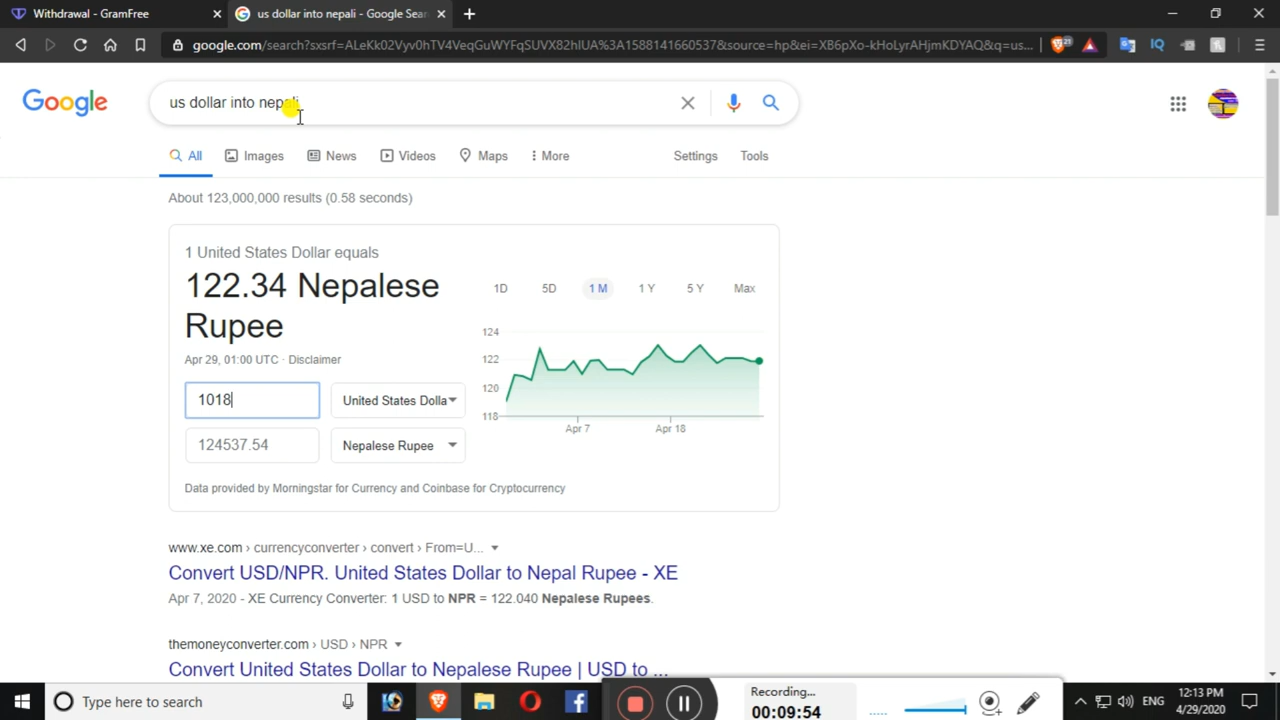 Withdrawal - GramFree
us dollar into nepali - Google Sea
google.com/search?sxsrf=ALeKk02Vyv0hTV4VeqGuWYFqSUVX82hIUA%3A1588141660537&source=hp&ei=XB6pXo-kHoLyrAHjmKDYAQ&q=us...
21
IQ
Google
us dollar into nepali
All
Images
News
Videos
Maps
More
Settings
Tools
About 123,000,000 results (0.58 seconds)
1 United States Dollar equals
122.34 Nepalese
Rupee
Apr 29, 01:00 UTC · Disclaimer
1D 5D 1 M 1 Y 5 Y Max
124
122
120
118
Apr 7 Apr 18
1018
United States Dolla
124537.54
Nepalese Rupee
Data provided by Morningstar for Currency and Coinbase for Cryptocurrency
www.xe.com › currencyconverter › convert › From=U...
Convert USD/NPR. United States Dollar to Nepal Rupee - XE
Apr 7, 2020 - XE Currency Converter: 1 USD to NPR = 122.040 Nepalese Rupees.
themoneyconverter.com › USD › NPR
Convert United States Dollar to Nepalese Rupee | USD to ...
Type here to search
Recording...
00:09:54
ENG
12:13 PM
4/29/2020